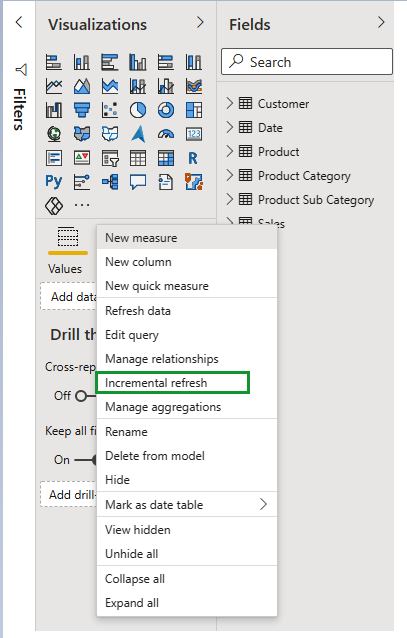 Visualizations
Fields
Filters
Search
Customer
Date
Product
Product Category
Product Sub Category
Sales
123
R
Py
Values
Add data
Drill th
Cross-rep
Off
Keep all fi
On
Add drill-
New measure
New column
New quick measure
Refresh data
Edit query
Manage relationships
Incremental refresh
Manage aggregations
Rename
Delete from model
Hide
Mark as date table
View hidden
Unhide all
Collapse all
Expand all